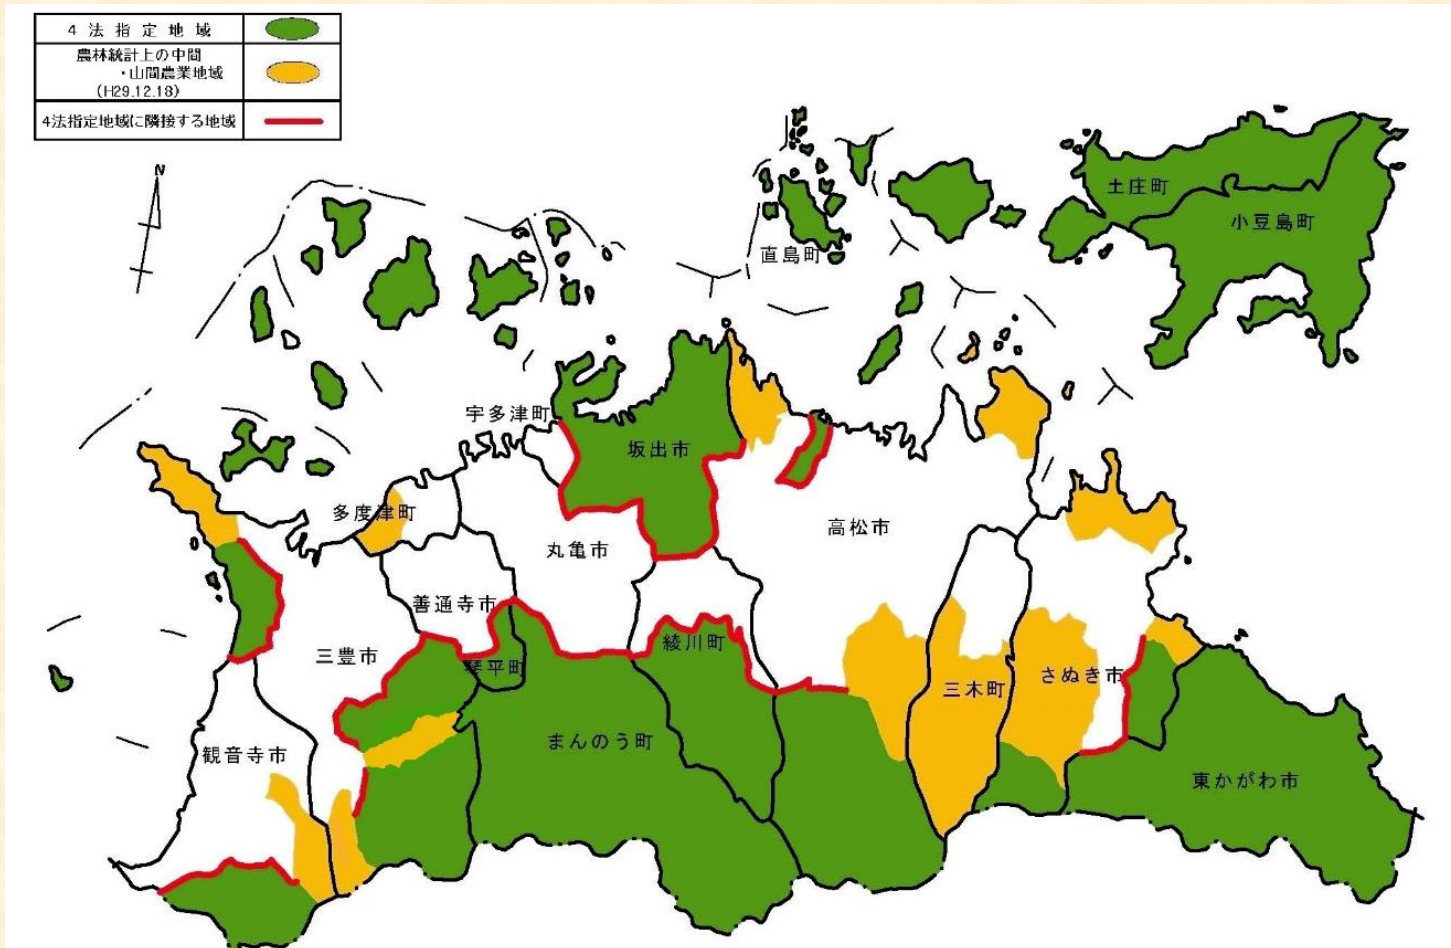 4法指定地域
農林統計上の中間
・山間農業地域
(H29.12.18)
4法指定地域に隣接する地域
N
土庄町
小豆島町
直島町
宇多津町
坂出市
多度津町
高松市
丸亀市
善通寺市
綾川町
三豊市
琴平町
さぬき市
三木町
まんのう町
観音寺市
東かがわ市